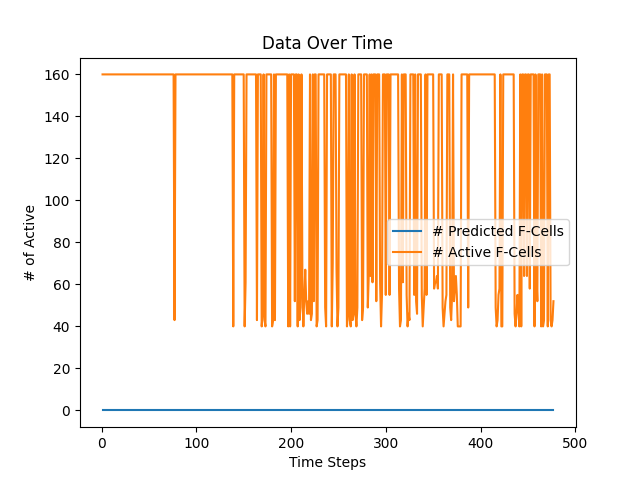 Data Over Time
# of Active
160
140
120
100
80
60
40
20
0
# Predicted F-Cells
# Active F-Cells
0 100 200 300 400 500
Time Steps